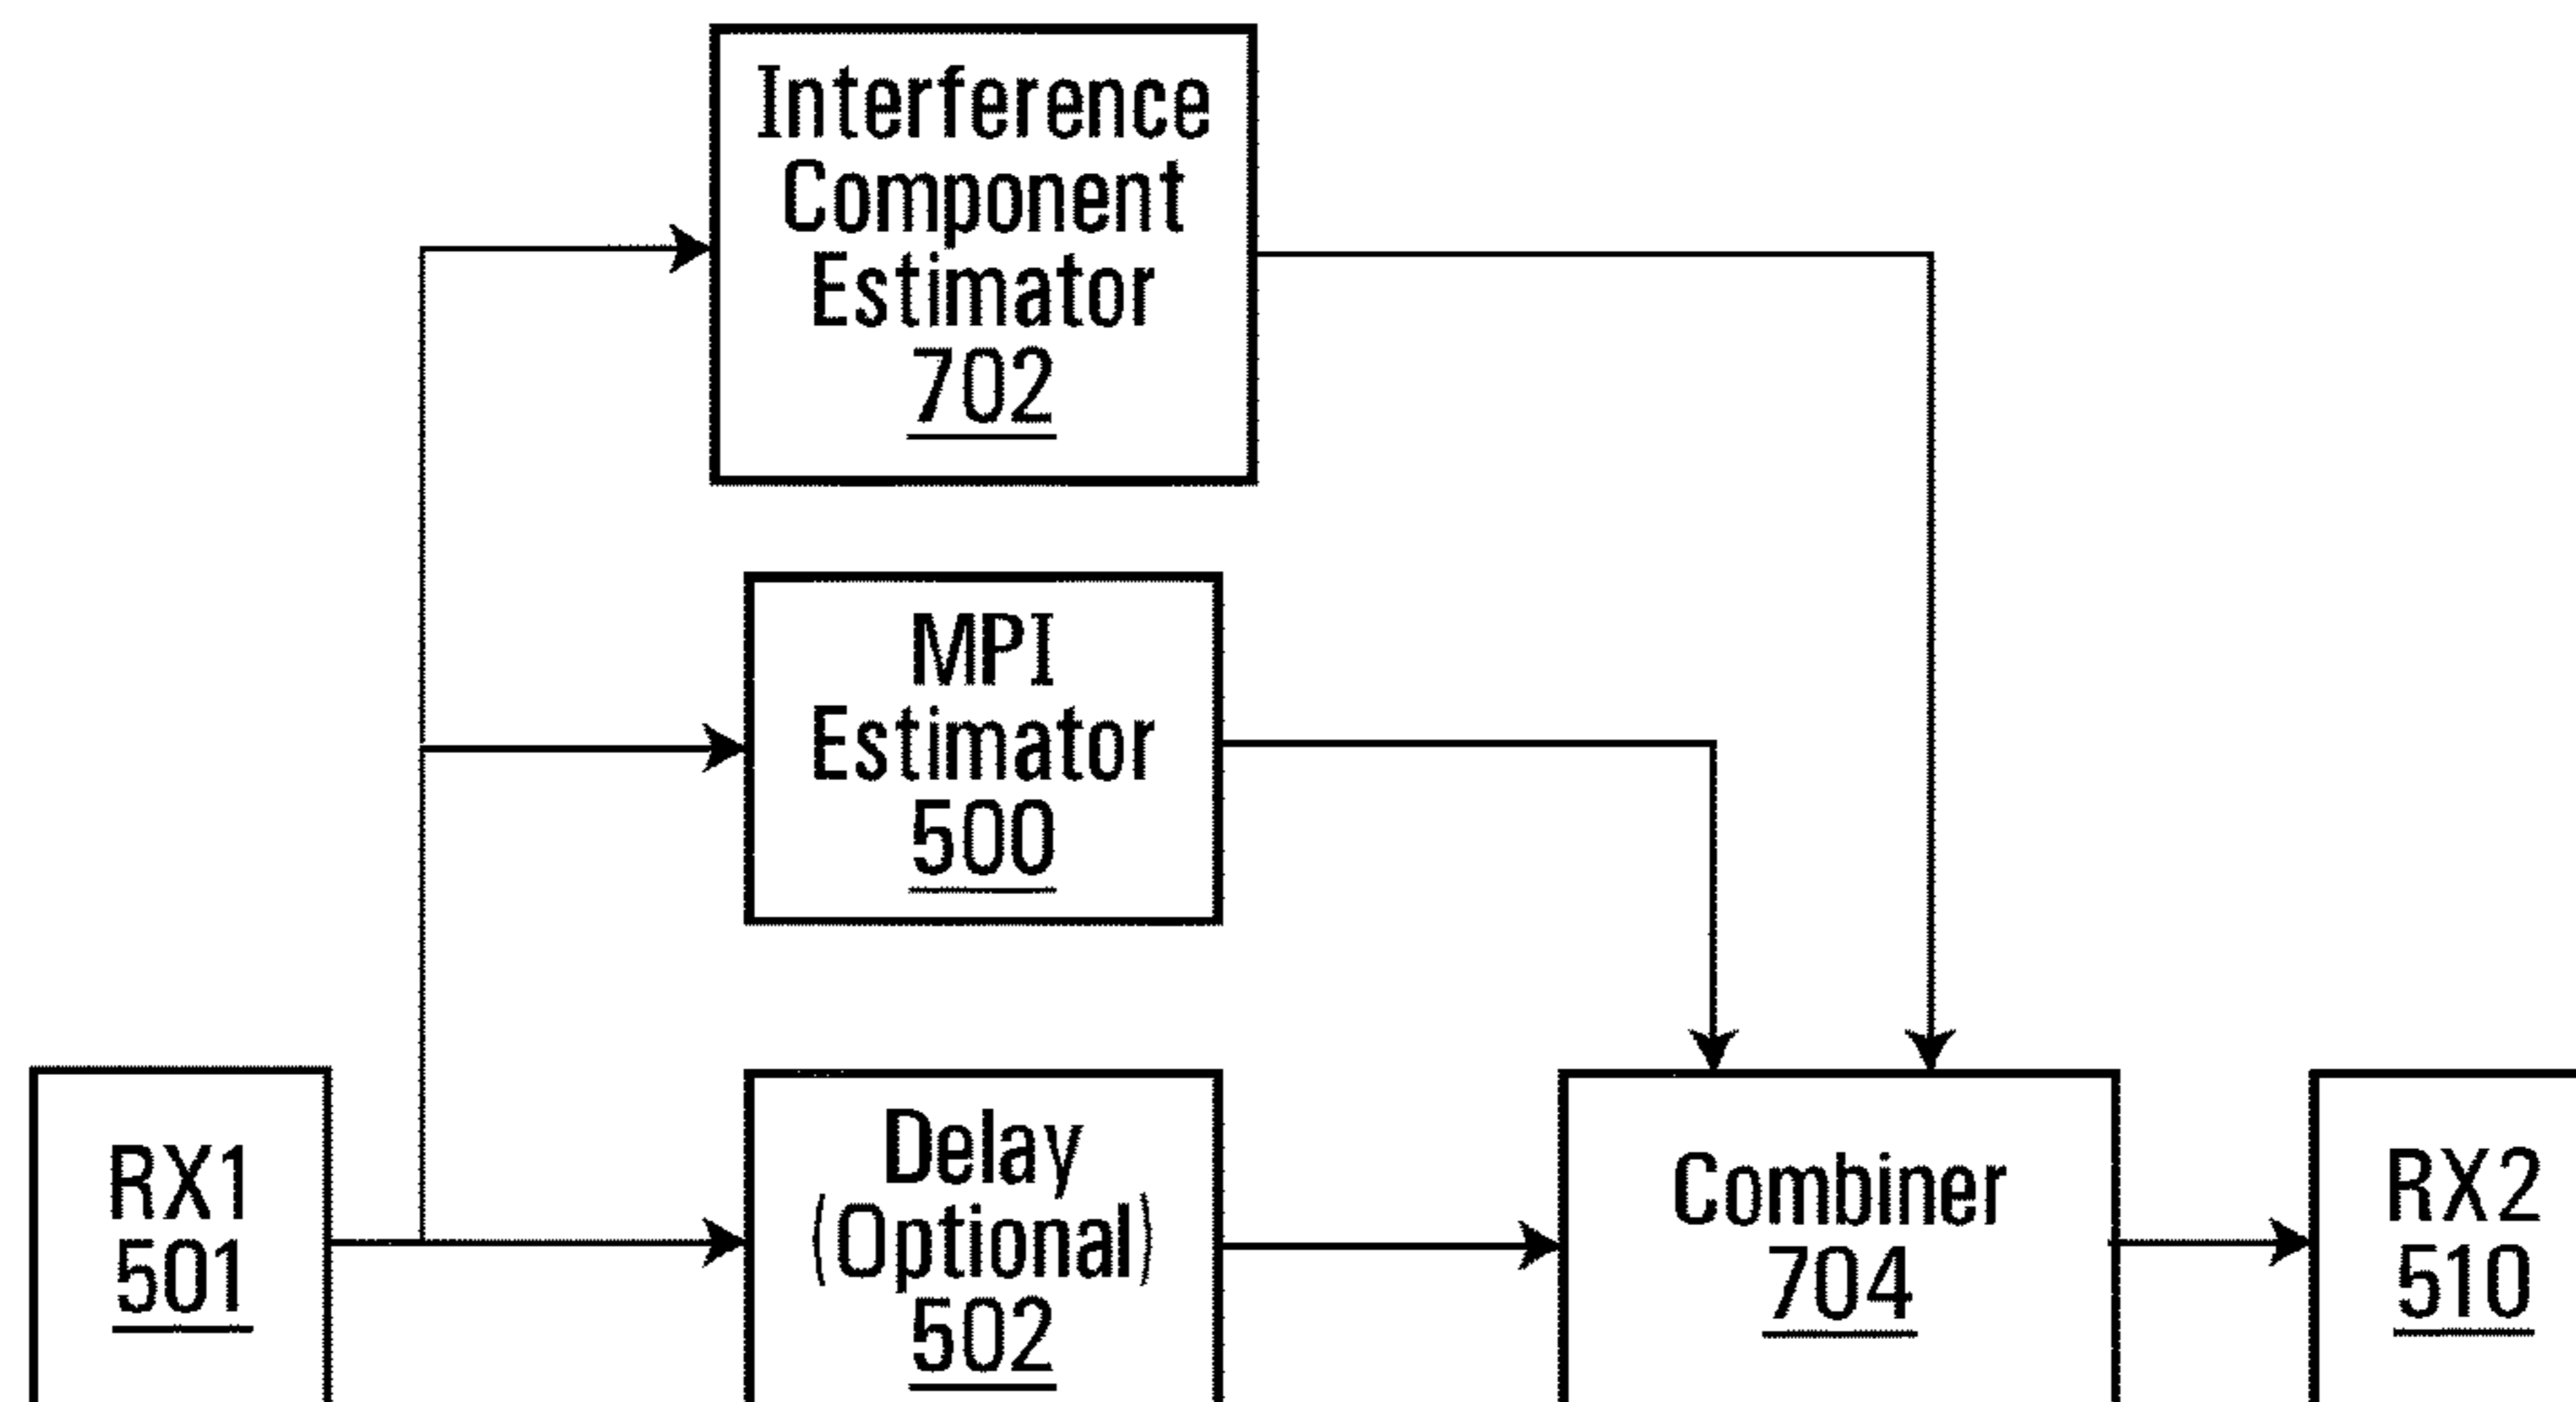 Interference
Component
Estimator
702
MPI
Estimator
500
RX1
501
Delay
(Optional)
502
Combiner
704
RX2
510